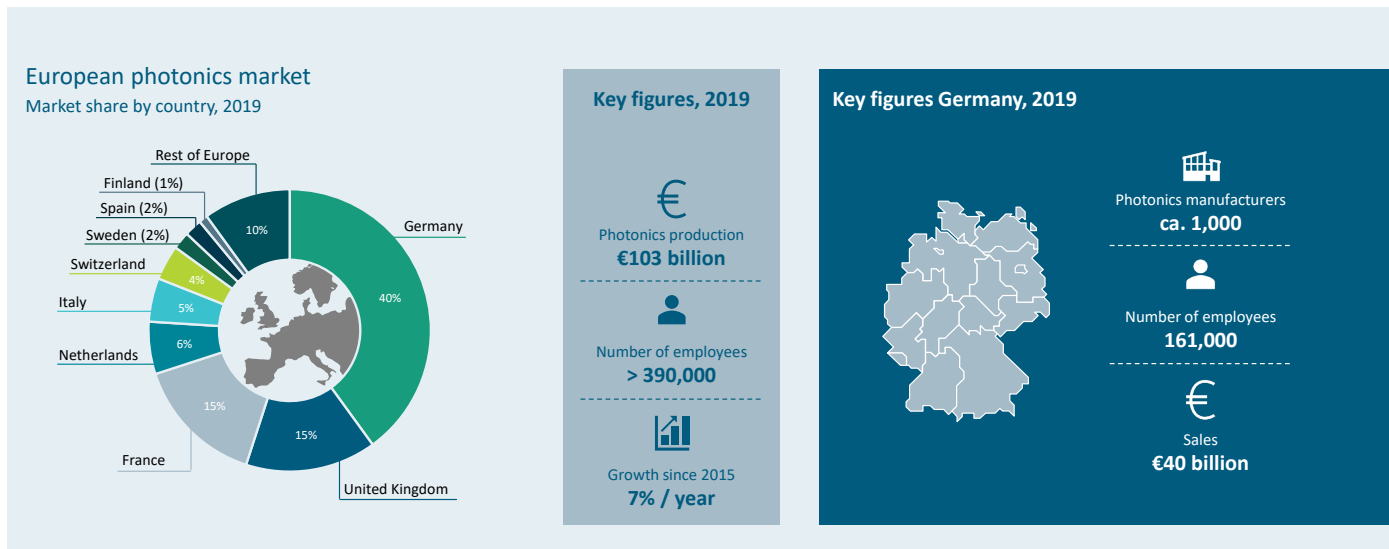 European photonics market
Market share by country, 2019
Rest of Europe
Finland (1%)
Spain (2%)
Sweden (2%)
Switzerland
Italy
Netherlands
France
United Kingdom
Germany
10%
4%
5%
6%
15%
15%
40%
Key figures, 2019
€
Photonics production
€103 billion
Number of employees
> 390,000
Growth since 2015
7% / year
Key figures Germany, 2019
Photonics manufacturers
ca. 1,000
Number of employees
161,000
€
Sales
€40 billion